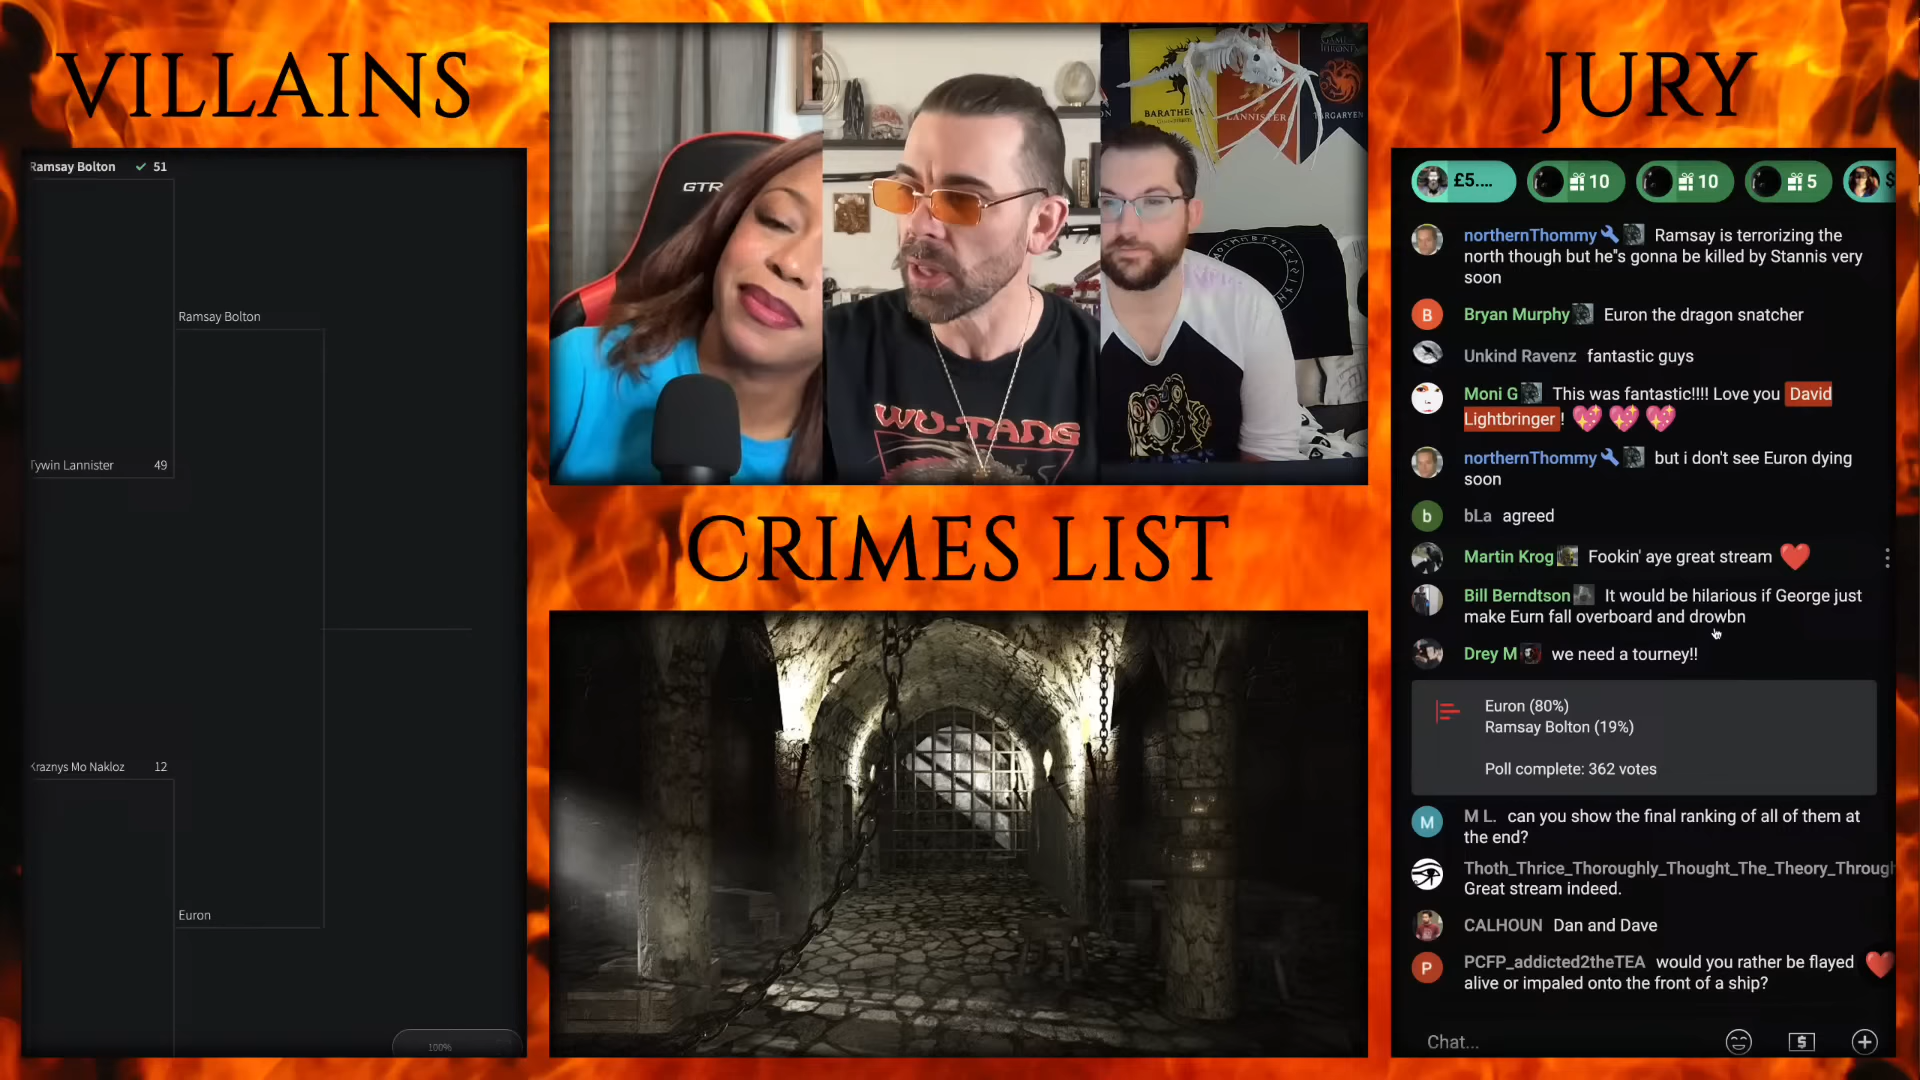 VILLAINS
Ramsay Bolton ✓ 51
Ramsay Bolton
Tywin Lannister 49
Kraznys Mo Nakloz 12
Euron
100%
GTR
BARATHEON
LANNISTER
TARGARYEN
WU-TANG
CRIMES LIST
JURY
£5....
10
10
5
$
northernThommy Ramsay is terrorizing the
north though but he"s gonna be killed by Stannis very
soon
Bryan Murphy Euron the dragon snatcher
Unkind Ravenz fantastic guys
Moni G This was fantastic!!!! Love you David
Lightbringer ! 💖 💖 💖
northernThommy but i don't see Euron dying
soon
bLa agreed
Martin Krog Fookin' aye great stream ❤️
Bill Berndtson It would be hilarious if George just
make Eurn fall overboard and drowbn
Drey M we need a tourney!!
Euron (80%)
Ramsay Bolton (19%)
Poll complete: 362 votes
M L. can you show the final ranking of all of them at
the end?
Thoth_Thrice_Thoroughly_Thought_The_Theory_Through
Great stream indeed.
CALHOUN Dan and Dave
PCFP_addicted2theTEA would you rather be flayed
alive or impaled onto the front of a ship?
Chat...